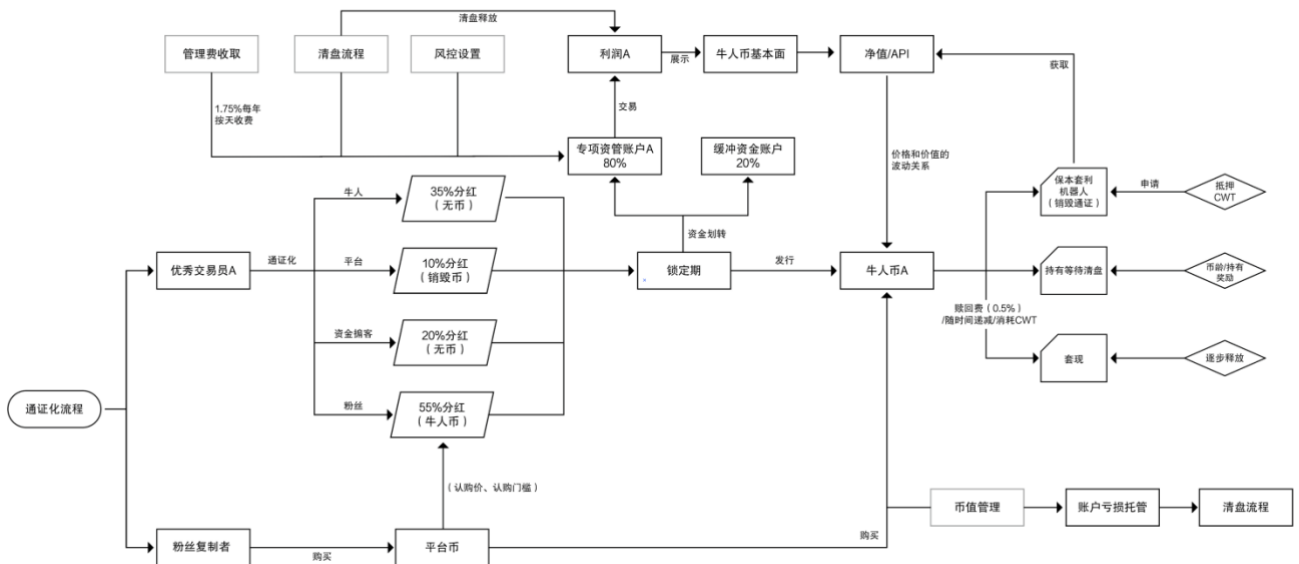 清盘释放
管理费收取
清盘流程
风控设置
利润A
展示
牛人币基本面
净值/API
获取
1.75%每年
按天收费
交易
专项资管账户A
80%
缓冲资金账户
20%
价格和价值的
波动关系
保本套利
机器人
(销毁通证)
申请
抵押
CWT
牛人
35%分红
(无币)
资金划转
优秀交易员A
通证化
平台
10%分红
(销毁币)
锁定期
发行
牛人币A
持有等待清盘
币龄/持有
奖励
赎回费(0.5%)
/随时间递减/消耗CWT
资金掮客
20%分红
(无币)
套现
逐步释放
通证化流程
粉丝
55%分红
(牛人币)
(认购价、认购门槛)
币值管理
账户亏损托管
清盘流程
粉丝复制者
购买
平台币
购买